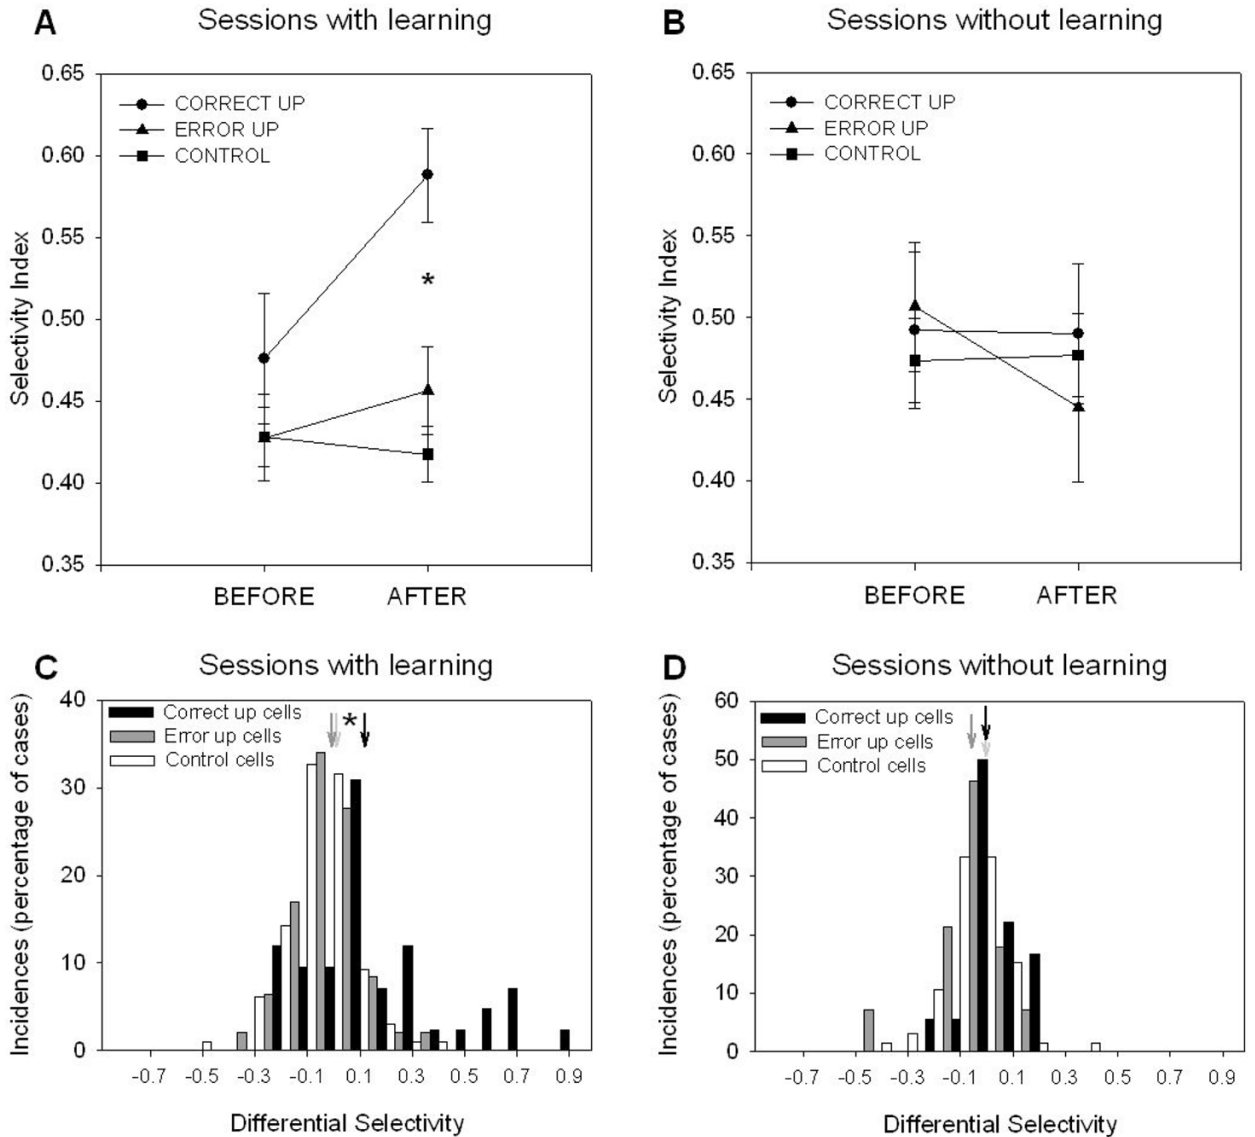 A Sessions with learning
0.65
0.60
0.55
0.50
0.45
0.40
0.35
Selectivity Index
CORRECT UP
ERROR UP
CONTROL
*
BEFORE AFTER
B Sessions without learning
0.65
0.60
0.55
0.50
0.45
0.40
0.35
Selectivity Index
CORRECT UP
ERROR UP
CONTROL
BEFORE AFTER
C Sessions with learning
40
30
20
10
0
Incidences (percentage of cases)
Correct up cells
Error up cells
Control cells
*
-0.7 -0.5 -0.3 -0.1 0.1 0.3 0.5 0.7 0.9
Differential Selectivity
D Sessions without learning
60
50
40
30
20
10
0
Incidences (percentage of cases)
Correct up cells
Error up cells
Control cells
-0.7 -0.5 -0.3 -0.1 0.1 0.3 0.5 0.7 0.9
Differential Selectivity